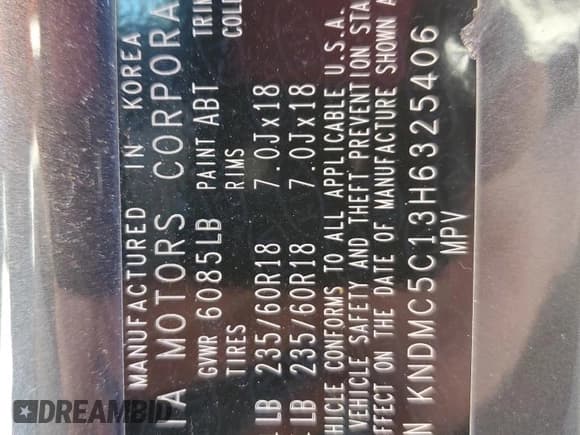 MANUFACTURED IN KOREA
IA MOTORS CORPORA
GVWR 6085LB PAINT ABT TRIM
TIRES RIMS COL
LB 235/60R18 7.0Jx18
LB 235/60R18 7.0Jx18
HICLE CONFORMS TO ALL APPLICABLE U.S.A.
VEHICLE SAFETY AND THEFT PREVENTION STA
FFECT ON THE DATE OF MANUFACTURE SHOWN A
N KNDMC5C13H6325406
MPV
DREAMBID